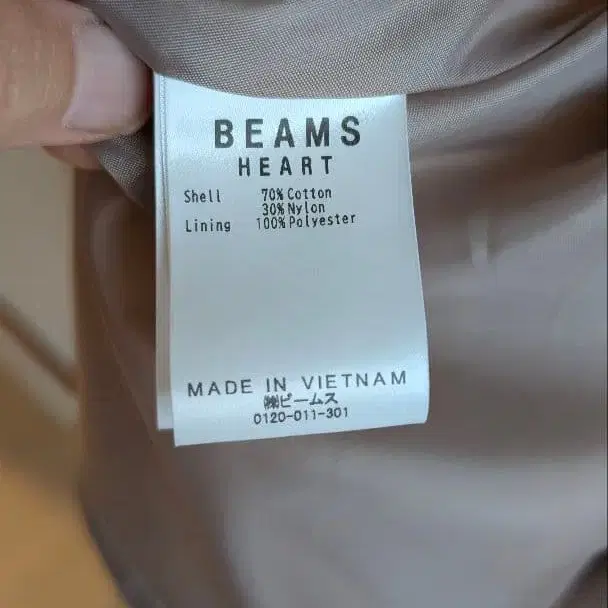 BEAMS
HEART
Shell 70% Cotton
30% Nylon
Lining 100% Polyester
MADE IN VIETNAM
㈱ビームス
0120-011-301